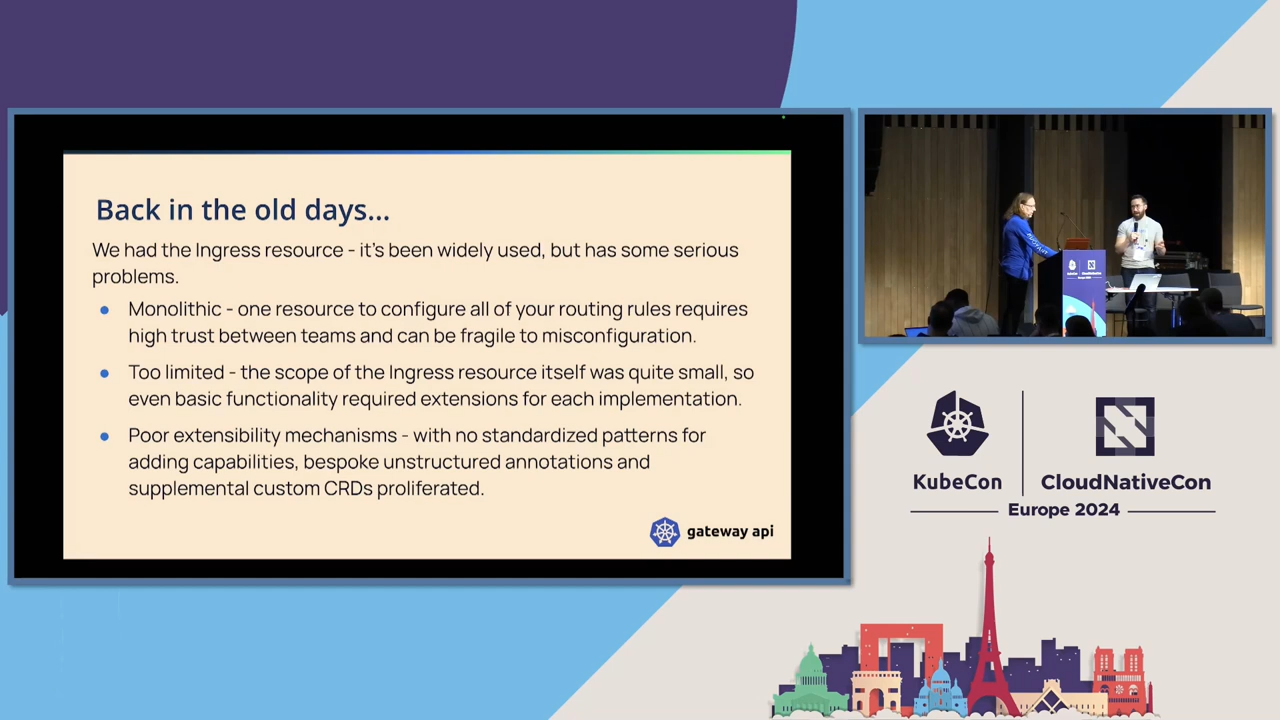 Back in the old days...
We had the Ingress resource - it's been widely used, but has some serious
problems.
● Monolithic - one resource to configure all of your routing rules requires
high trust between teams and can be fragile to misconfiguration.
● Too limited - the scope of the Ingress resource itself was quite small, so
even basic functionality required extensions for each implementation.
● Poor extensibility mechanisms - with no standardized patterns for
adding capabilities, bespoke unstructured annotations and
supplemental custom CRDs proliferated.
gateway api
KubeCon
CloudNativeCon
Europe 2024